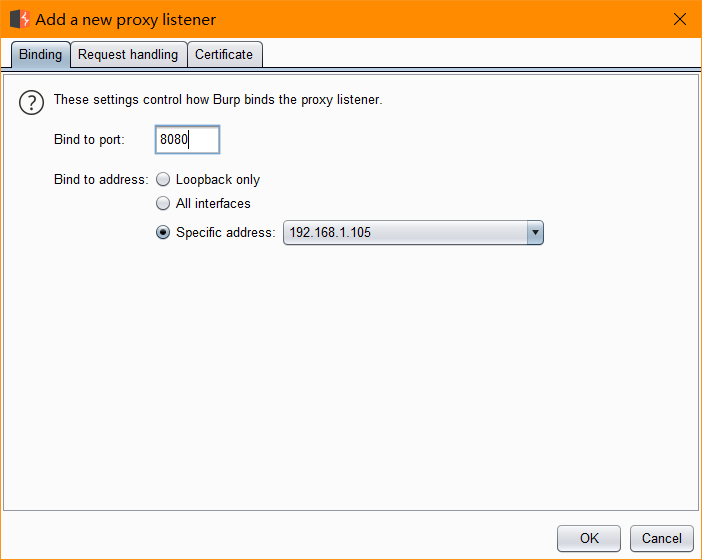 Add a new proxy listener
Binding Request handling Certificate
? These settings control how Burp binds the proxy listener.
Bind to port: 8080
Bind to address: Loopback only
All interfaces
Specific address: 192.168.1.105
OK Cancel